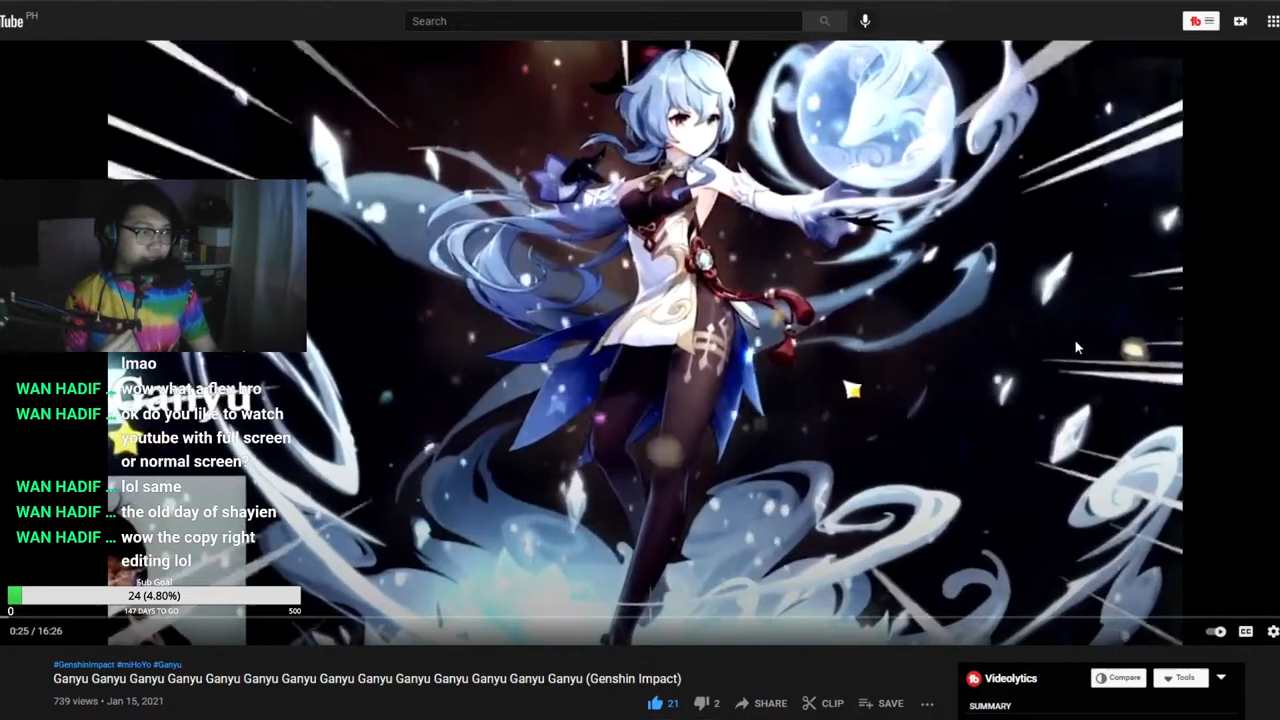 Tube PH
Search
lmao
WAN HADIF ... wow what a flex bro
Ganyu
WAN HADIF ... ok do you like to watch
youtube with full screen
or normal screen?
WAN HADIF ... lol same
WAN HADIF ... the old day of shayien
WAN HADIF ... wow the copy right
editing lol
Sub Goal
24 (4.80%)
0 147 DAYS TO GO 500
0:25 / 16:26
CC
#GenshinImpact #miHoYo #Ganyu
Ganyu Ganyu Ganyu Ganyu Ganyu Ganyu Ganyu Ganyu Ganyu Ganyu Ganyu Ganyu Ganyu Ganyu (Genshin Impact)
739 views • Jan 15, 2021
21 2 SHARE CLIP SAVE ...
tb
tb Videolytics Compare Tools
SUMMARY